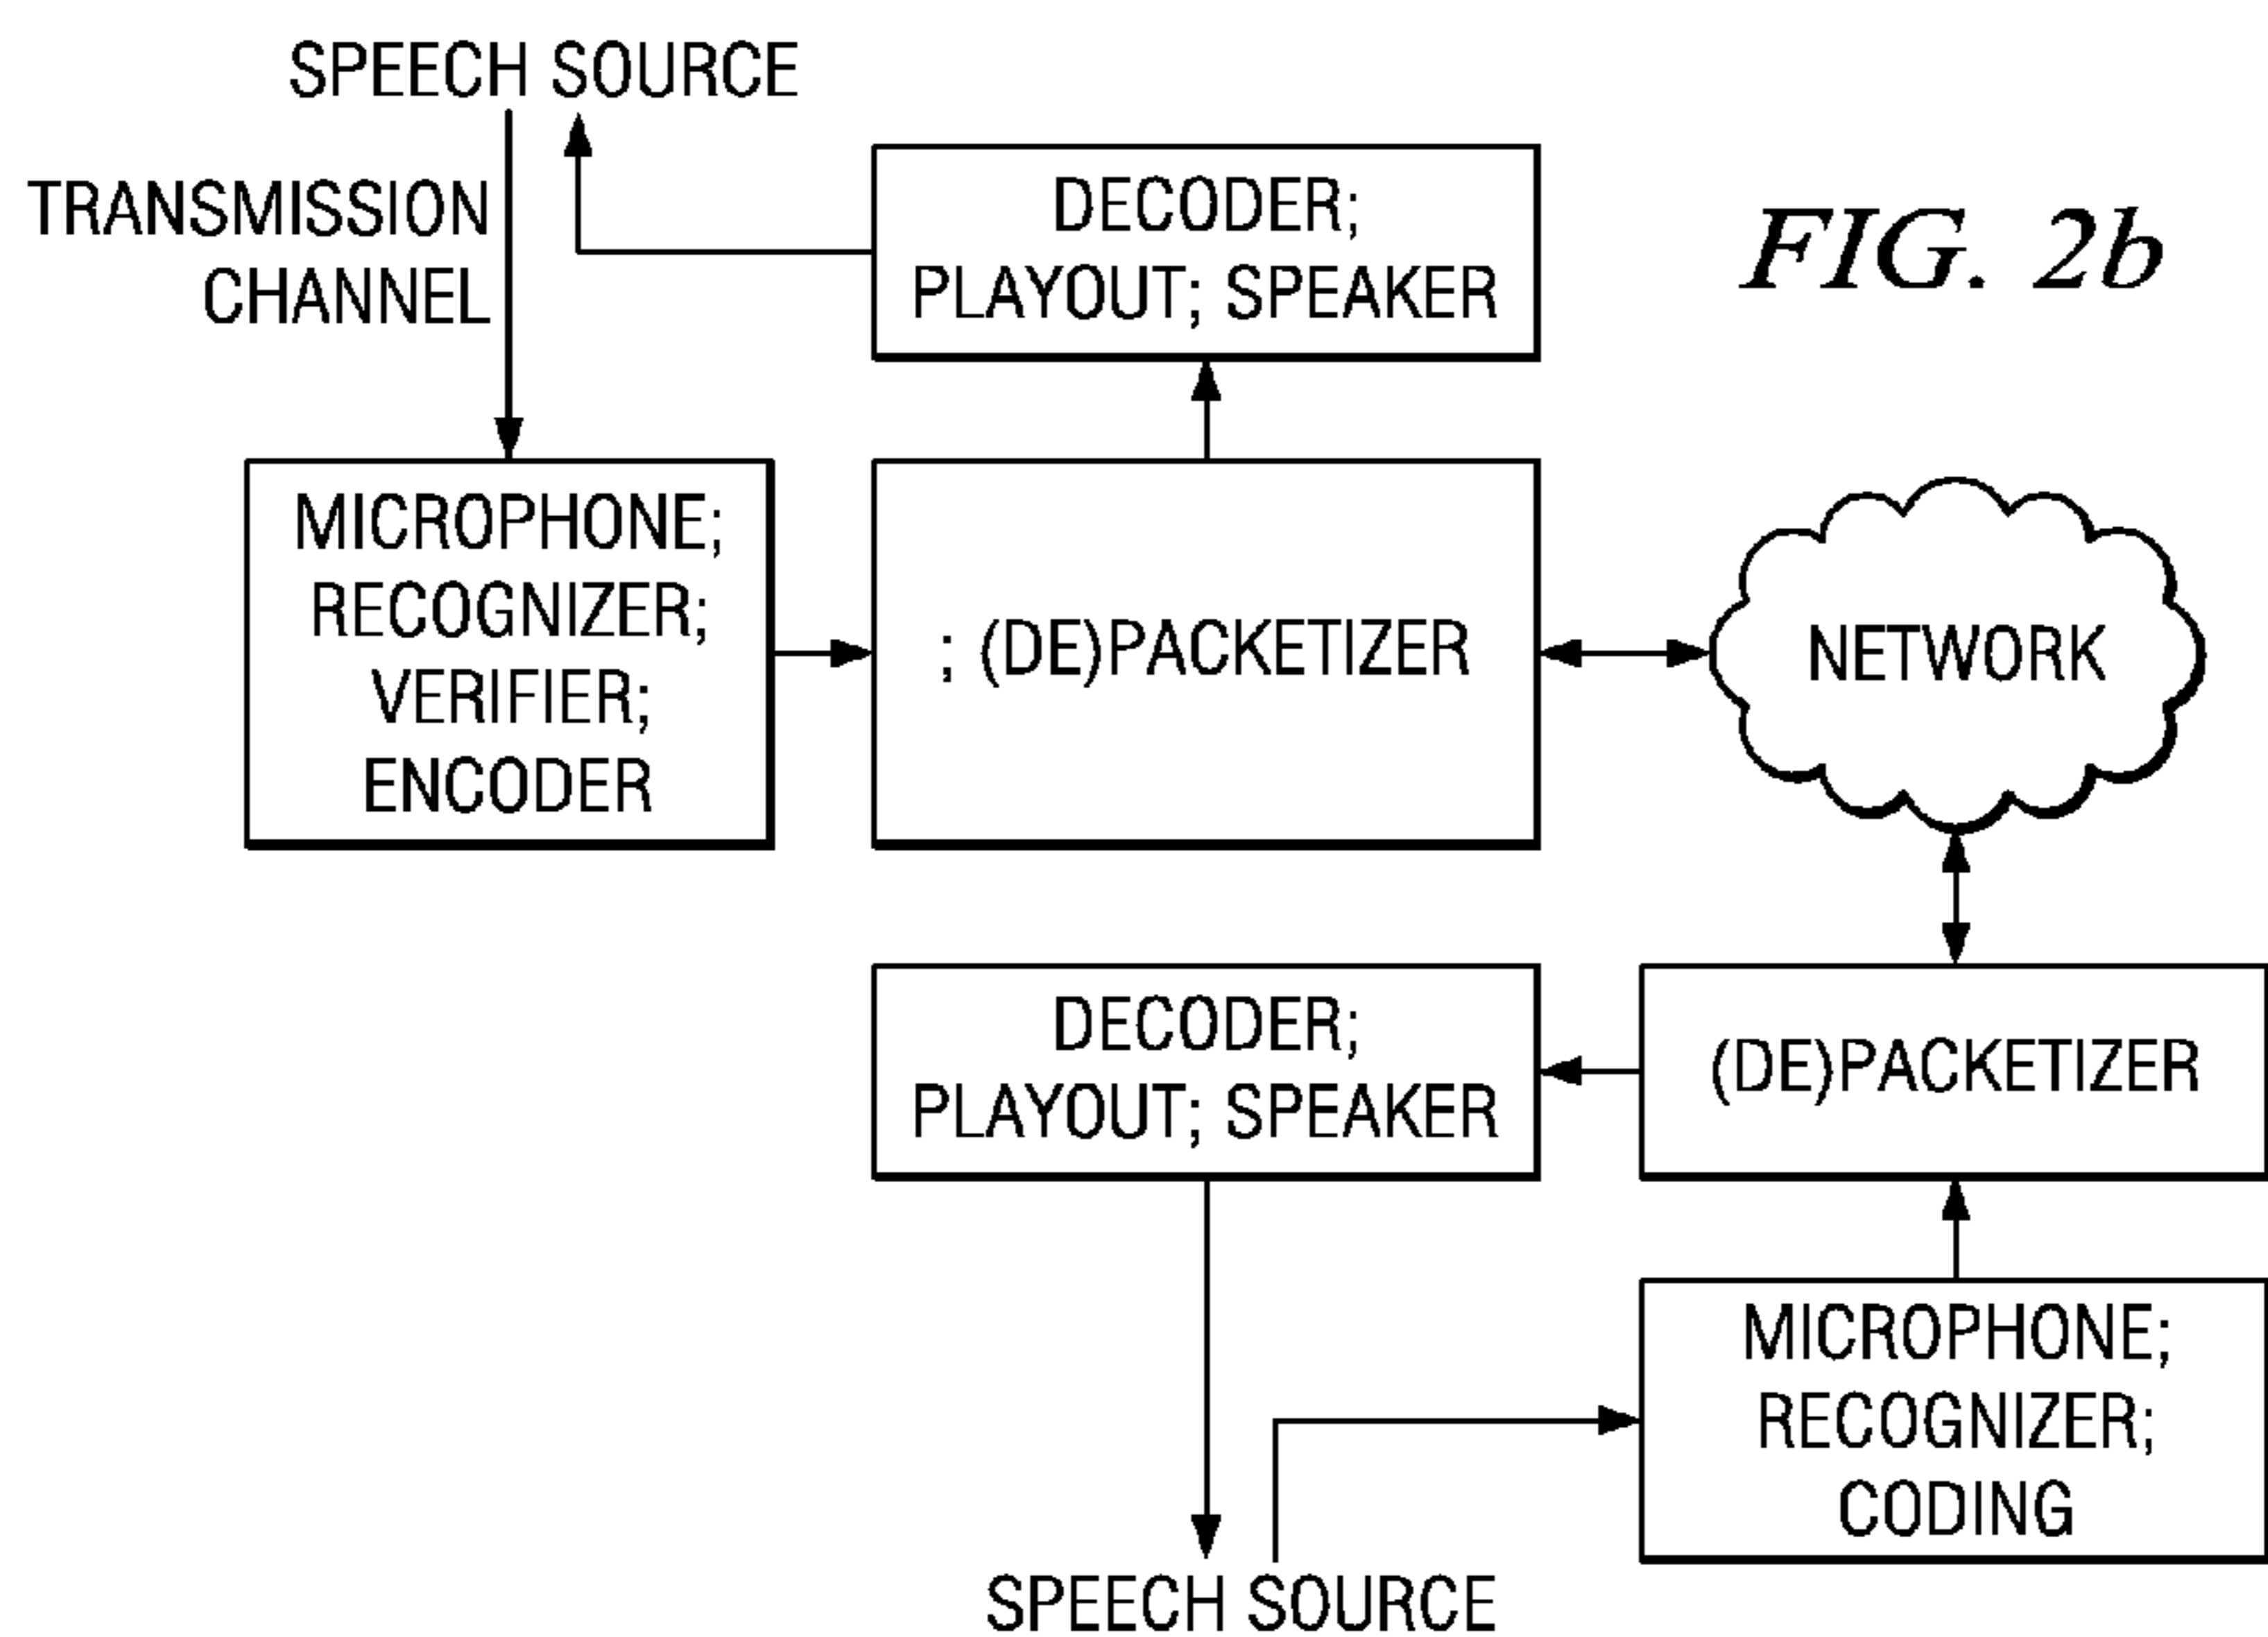 SPEECH SOURCE
TRANSMISSION
CHANNEL
DECODER;
PLAYOUT; SPEAKER
FIG. 2b
MICROPHONE;
RECOGNIZER;
VERIFIER;
ENCODER
; (DE)PACKETIZER
NETWORK
DECODER;
PLAYOUT; SPEAKER
(DE)PACKETIZER
MICROPHONE;
RECOGNIZER;
CODING
SPEECH SOURCE